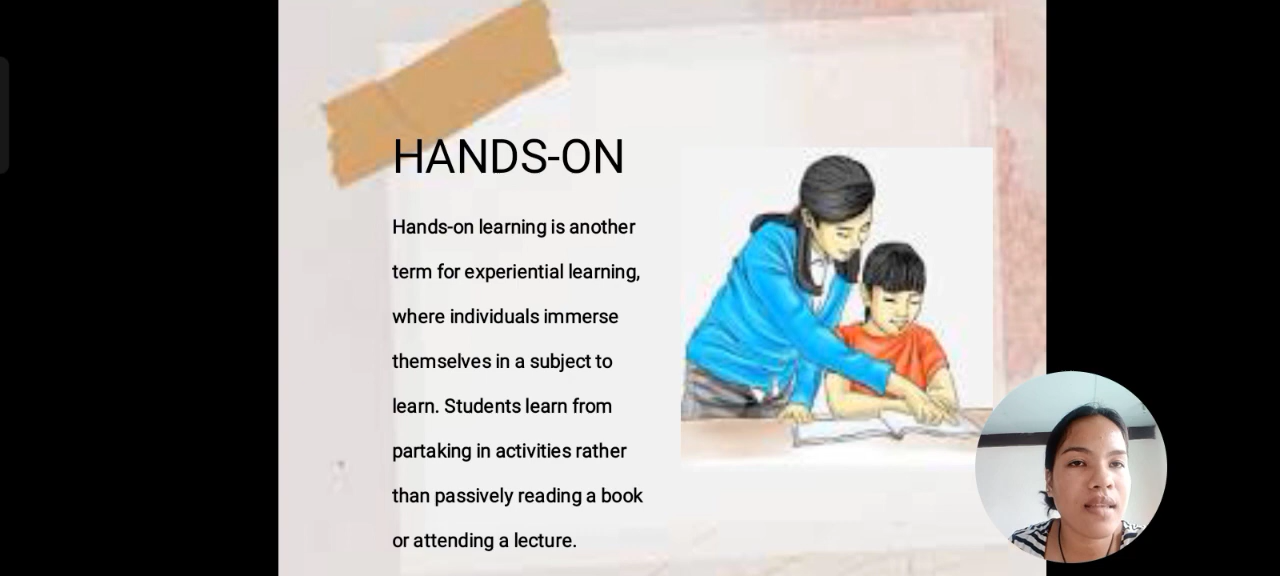 HANDS-ON
Hands-on learning is another
term for experiential learning,
where individuals immerse
themselves in a subject to
learn. Students learn from
partaking in activities rather
than passively reading a book
or attending a lecture.